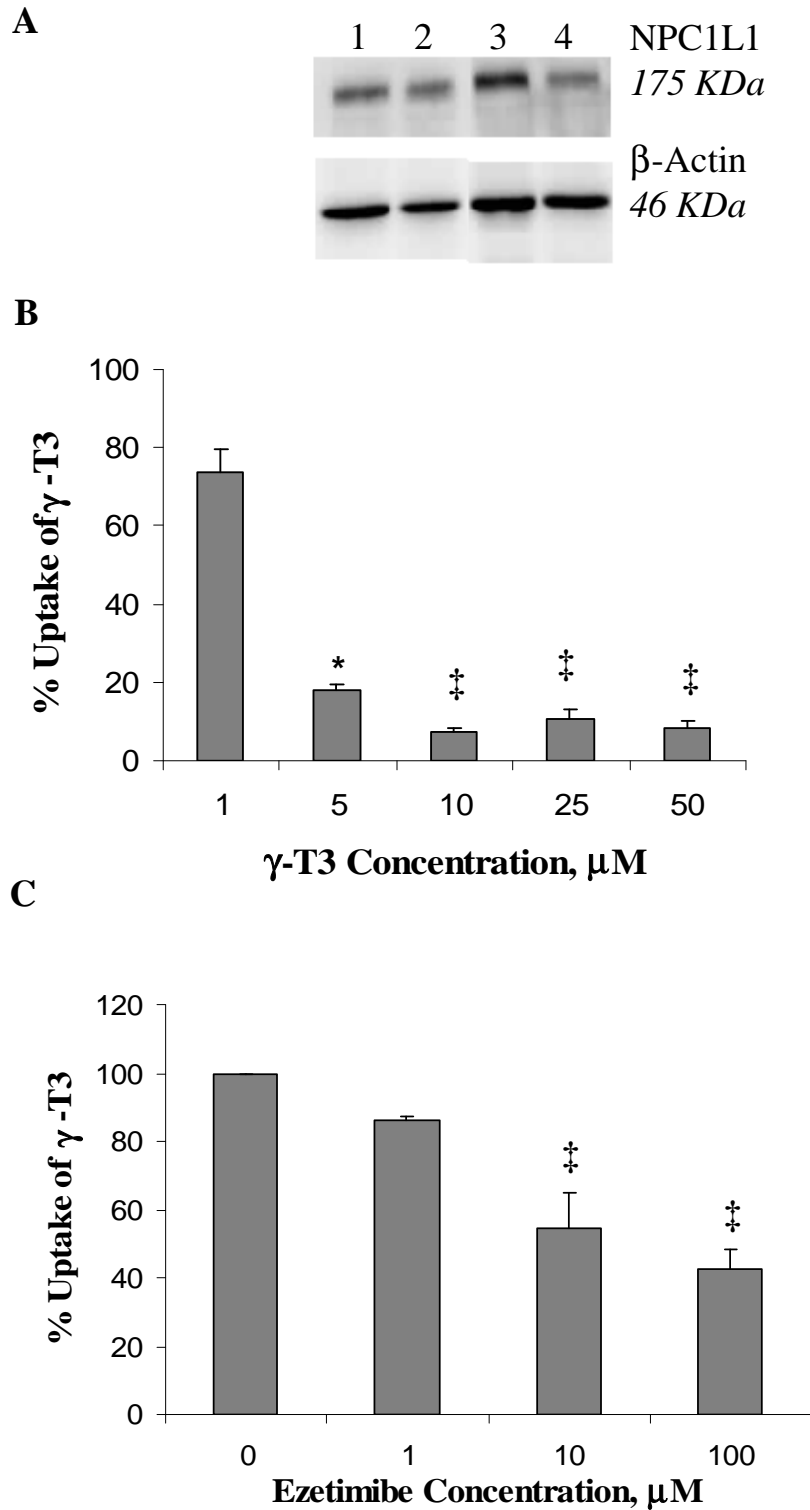 A
1 2 3 4 NPC1L1
175 KDa
β-Actin
46 KDa
B
100
80
60
40
20
0
% Uptake of γ -T3
*
‡
‡
‡
1 5 10 25 50
γ-T3 Concentration, μM
C
120
100
80
60
40
20
0
% Uptake of γ -T3
‡
‡
0 1 10 100
Ezetimibe Concentration, μM